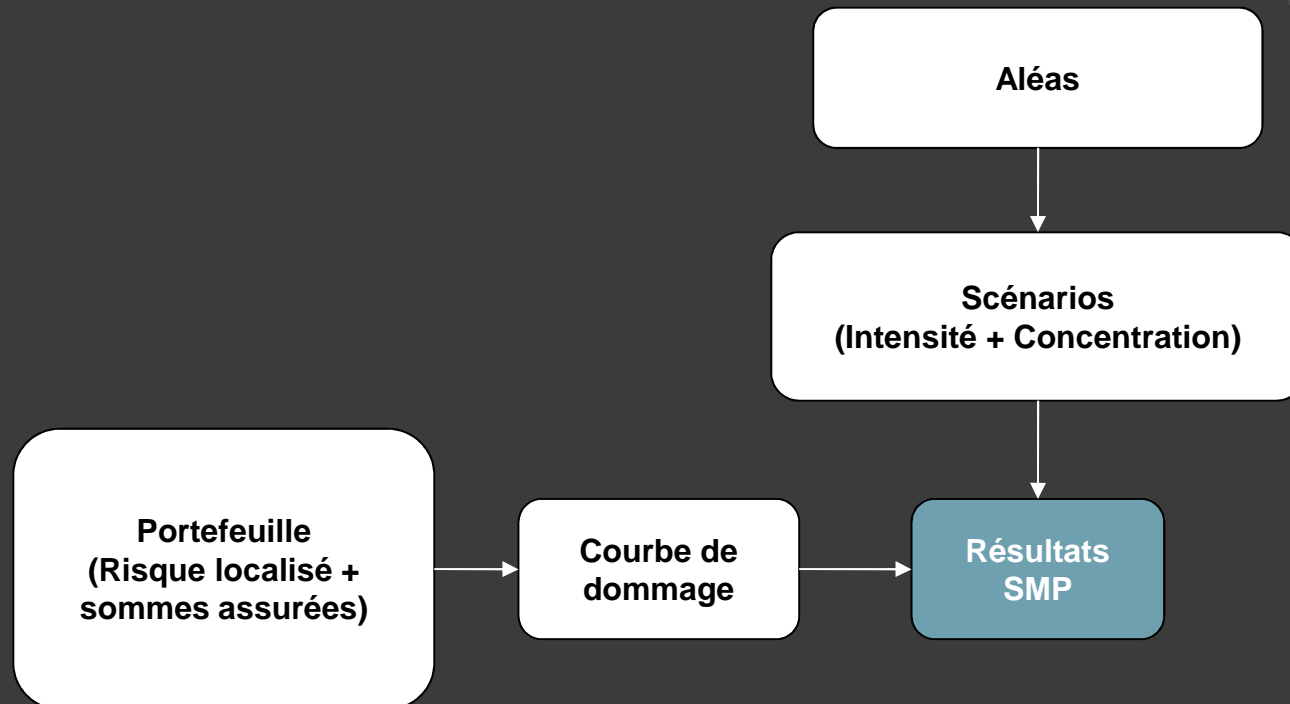 Aléas
Scénarios
(Intensité + Concentration)
Portefeuille
(Risque localisé +
sommes assurées)
Courbe de
dommage
Résultats
SMP